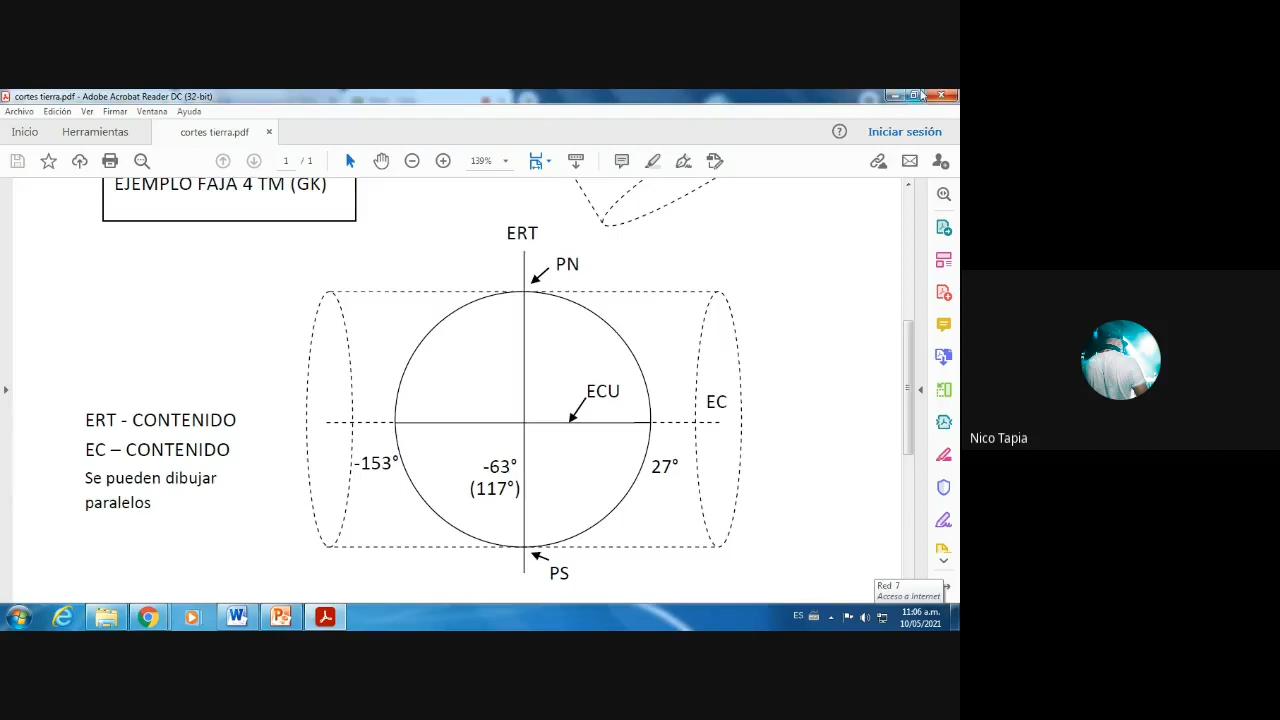 cortes tierra.pdf - Adobe Acrobat Reader DC (32-bit)
Archivo Edición Ver Firmar Ventana Ayuda
Inicio Herramientas cortes tierra.pdf × Iniciar sesión
1 / 1 139%
EJEMPLO FAJA 4 TM (GK)
ERT
PN
ECU
EC
ERT - CONTENIDO
EC – CONTENIDO
Se pueden dibujar
paralelos
-153°
-63°
(117°)
27°
PS
Nico Tapia
Red 7
Acceso a Internet
ES
11:06 a.m.
10/05/2021